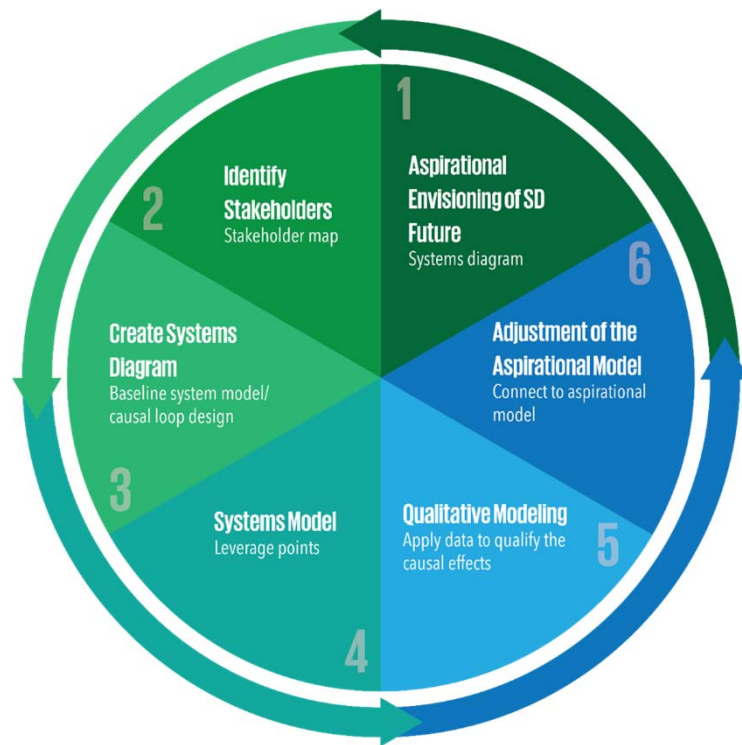 1
Aspirational
Envisioning of SD
Future
Systems diagram
2
Identify
Stakeholders
Stakeholder map
3
Create Systems
Diagram
Baseline system model/
causal loop design
4
Systems Model
Leverage points
5
Qualitative Modeling
Apply data to qualify the
causal effects
6
Adjustment of the
Aspirational Model
Connect to aspirational
model